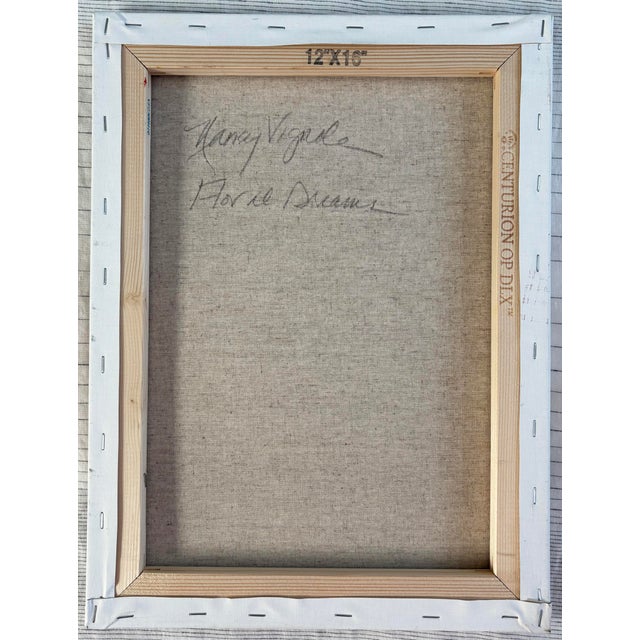 12"X16"
Nancy Vignola
Floral Dreams
CENTURION OP DLX™